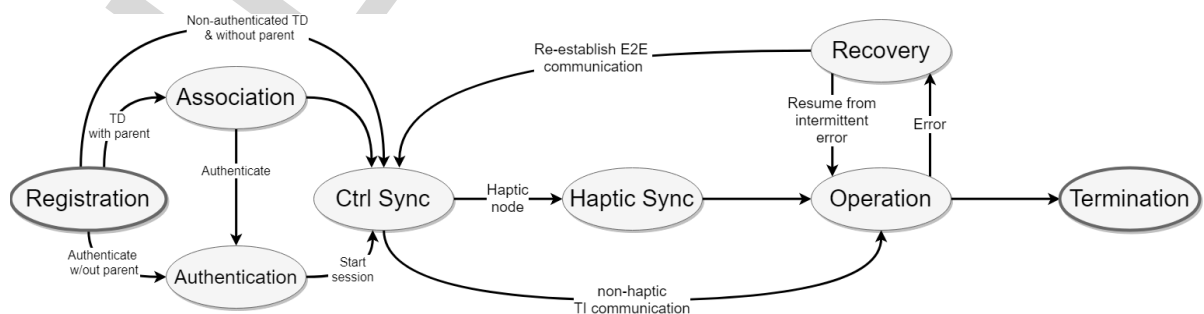 Non-authenticated TD
& without parent
Re-establish E2E
communication
Recovery
Association
TD
with parent
Resume from
intermittent
error
Error
Authenticate
Registration
Ctrl Sync
Haptic
node
Haptic Sync
Operation
Termination
Authenticate
w/out parent
Authentication
Start
session
non-haptic
TI communication